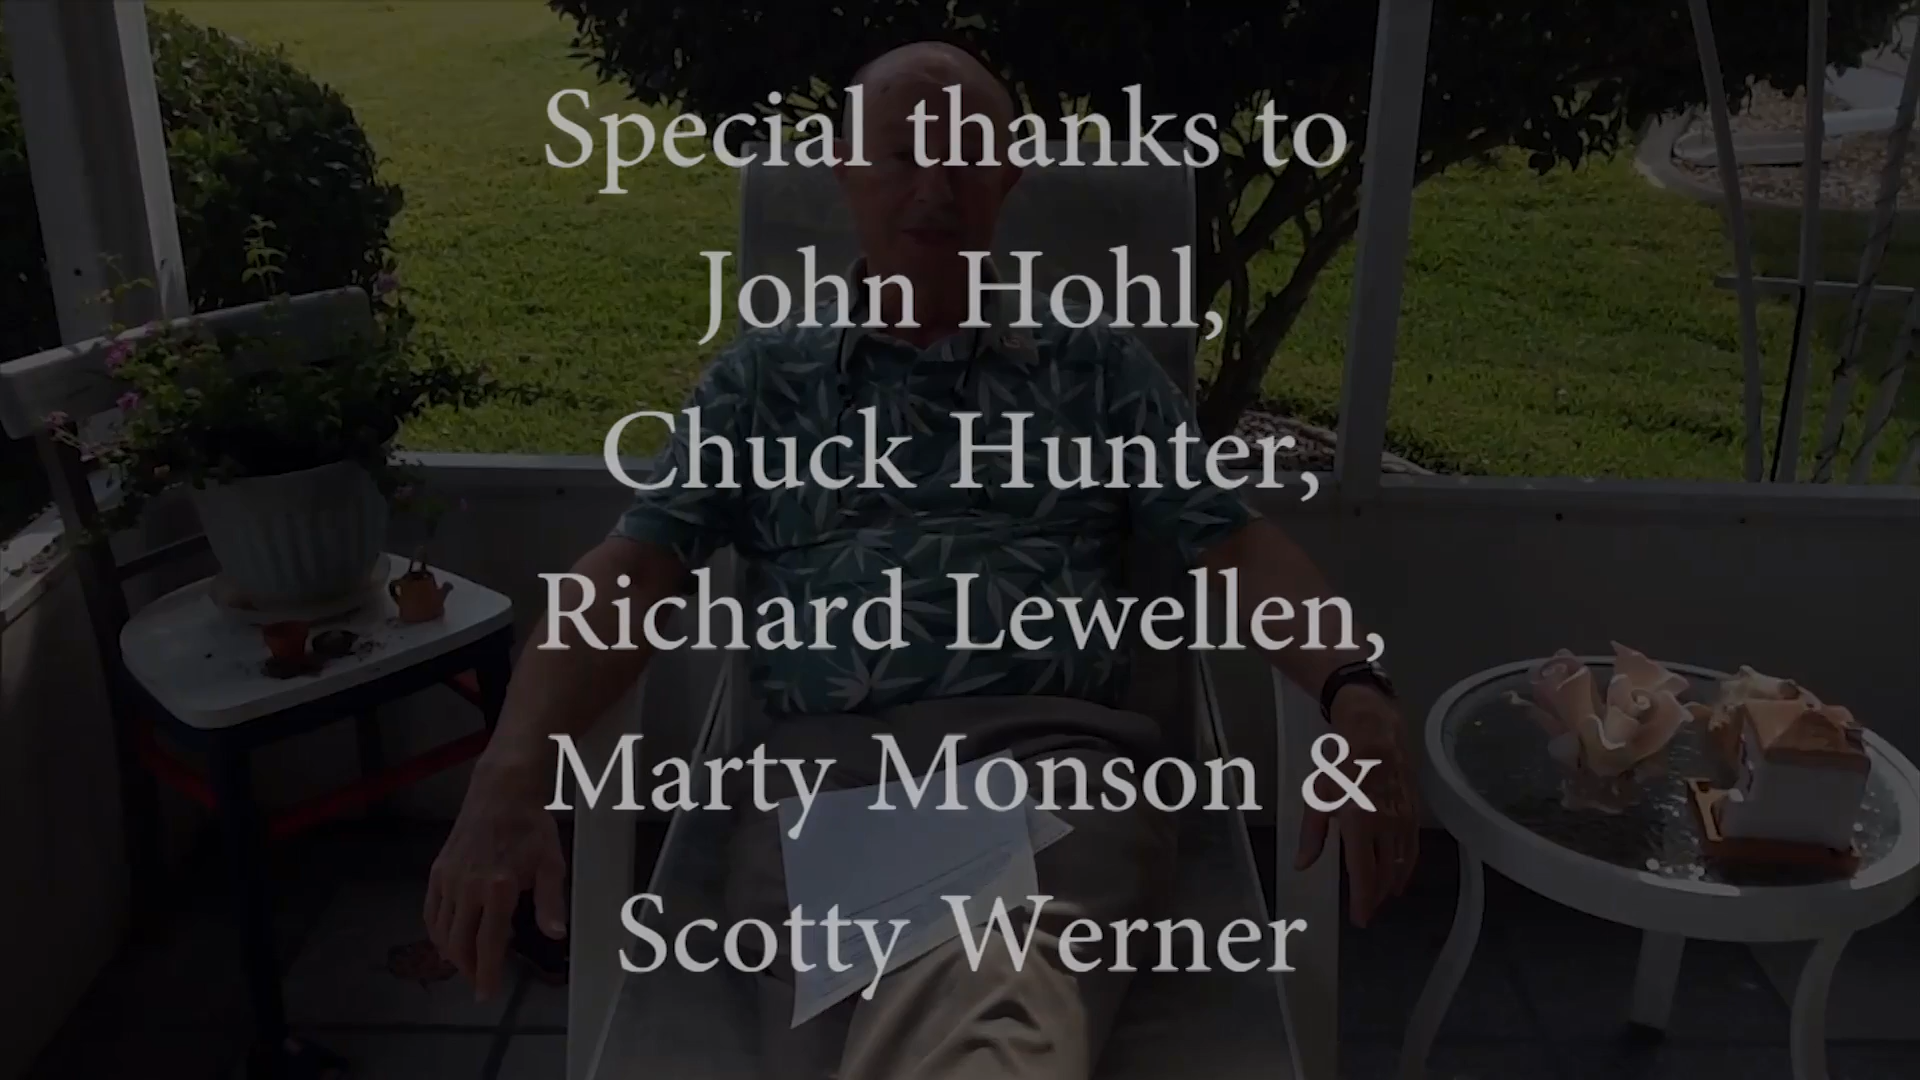 Special thanks to
John Hohl,
Chuck Hunter,
Richard Lewellen,
Marty Monson &
Scotty Werner